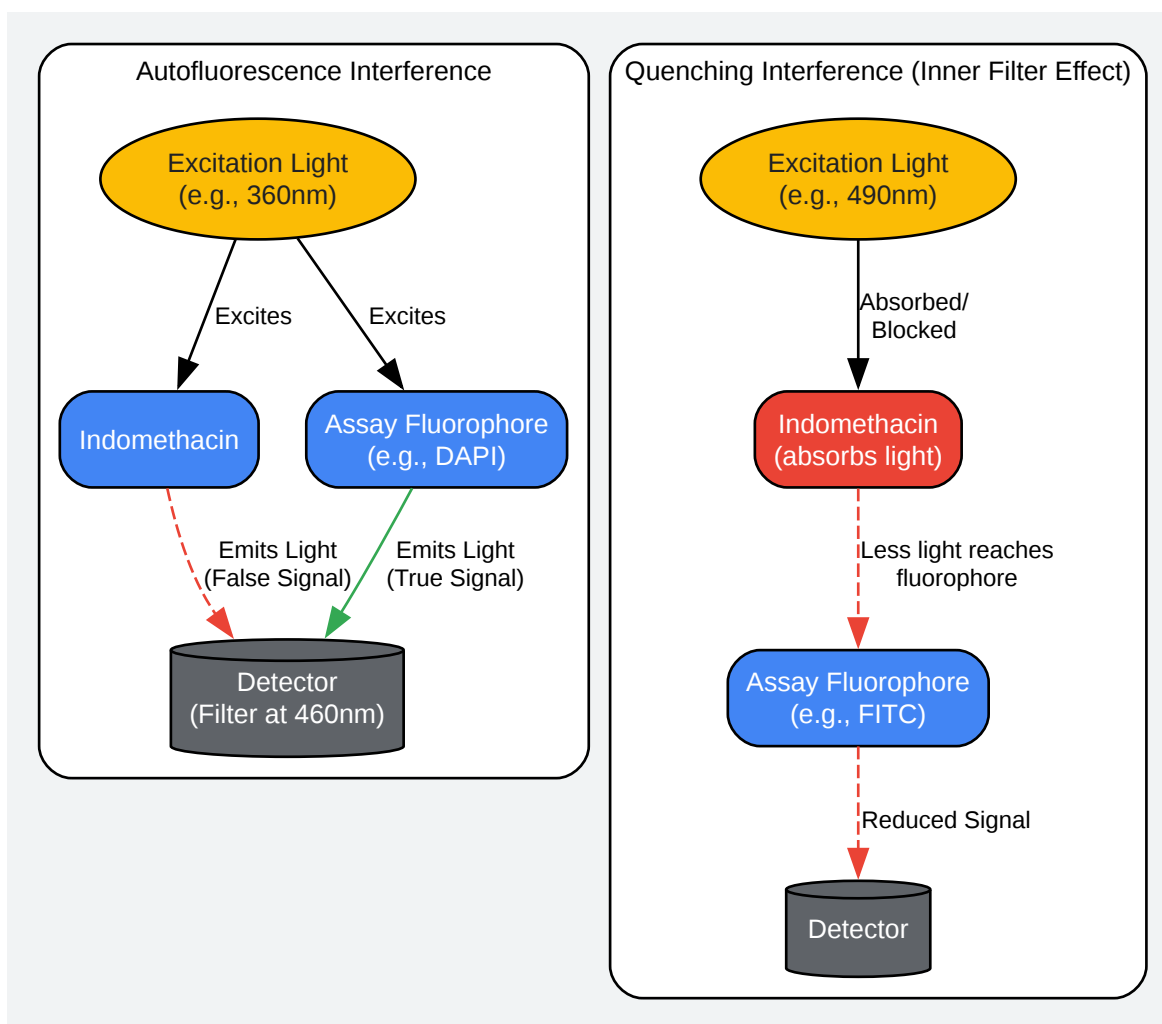 Autofluorescence Interference
Excitation Light
(e.g., 360nm)
Excites
Excites
Indomethacin
Assay Fluorophore
(e.g., DAPI)
Emits Light
(False Signal)
Emits Light
(True Signal)
Detector
(Filter at 460nm)
Quenching Interference (Inner Filter Effect)
Excitation Light
(e.g., 490nm)
Absorbed/
Blocked
Indomethacin
(absorbs light)
Less light reaches
fluorophore
Assay Fluorophore
(e.g., FITC)
Reduced Signal
Detector